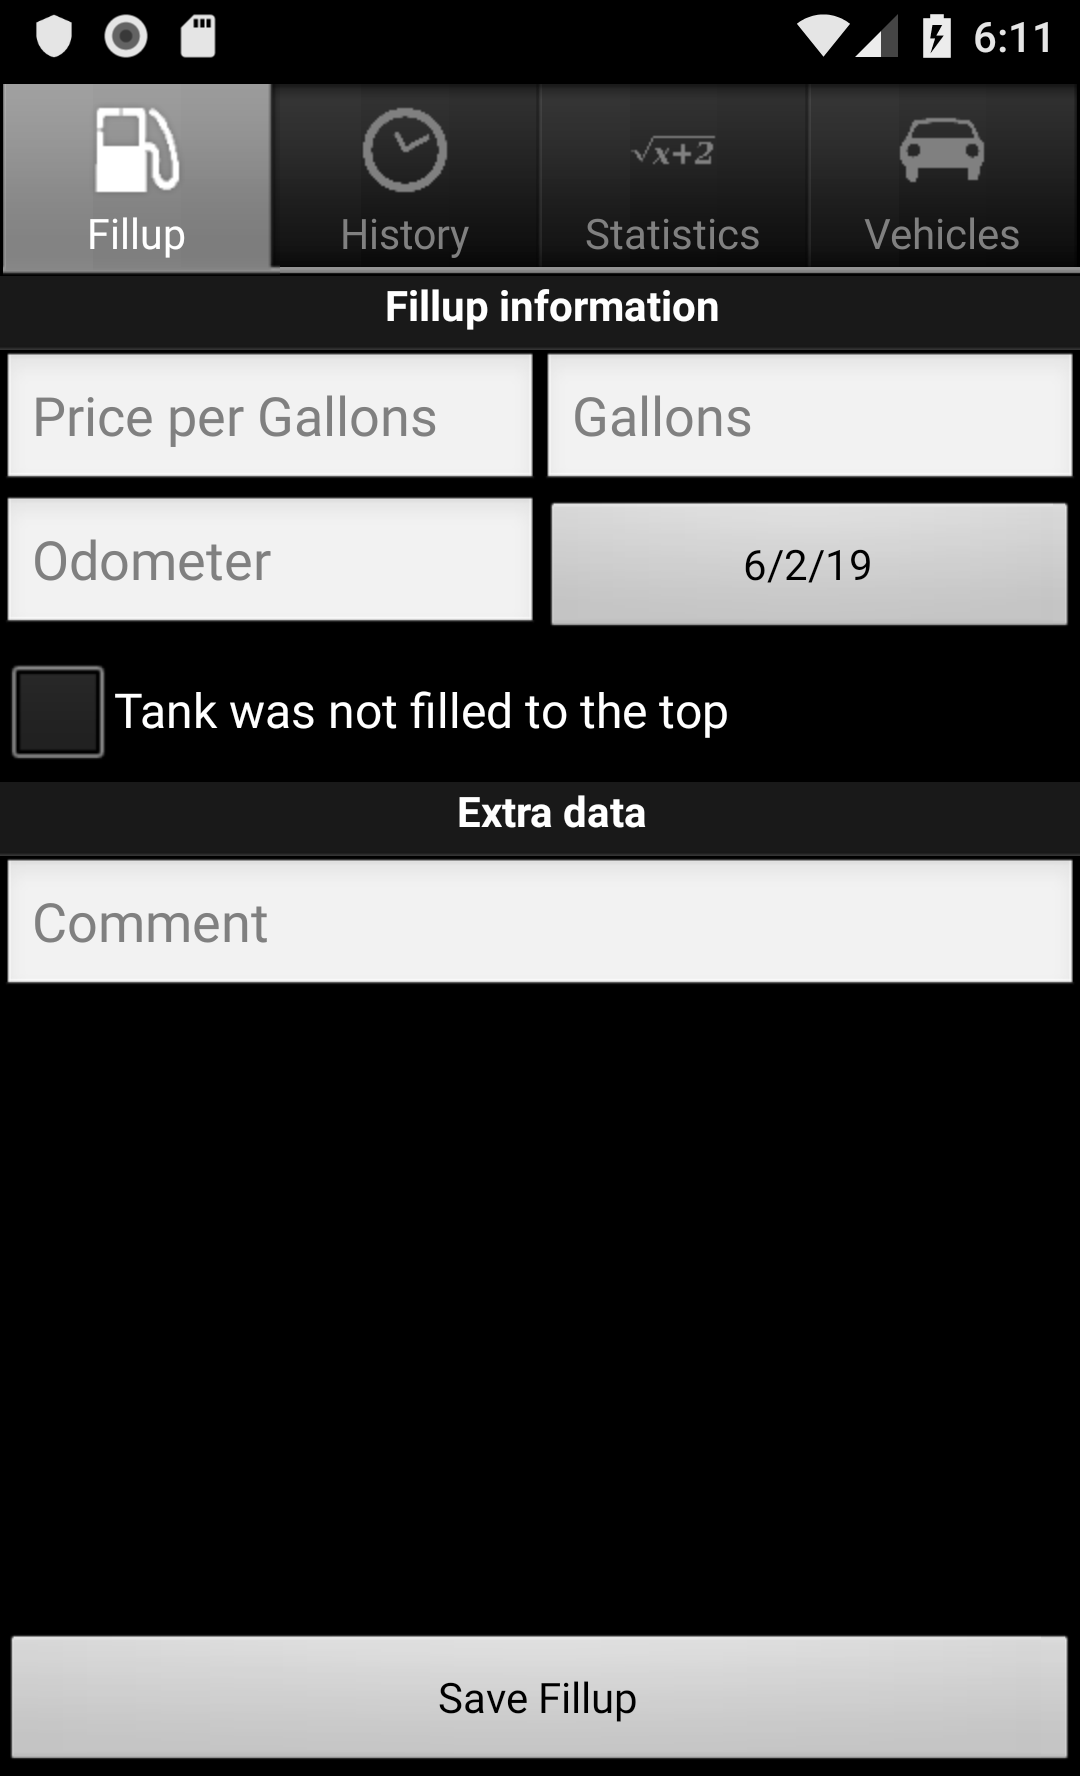 6:11
Fillup
History
√x+2
Statistics
Vehicles
Fillup information
Price per Gallons
Gallons
Odometer
6/2/19
Tank was not filled to the top
Extra data
Comment
Save Fillup